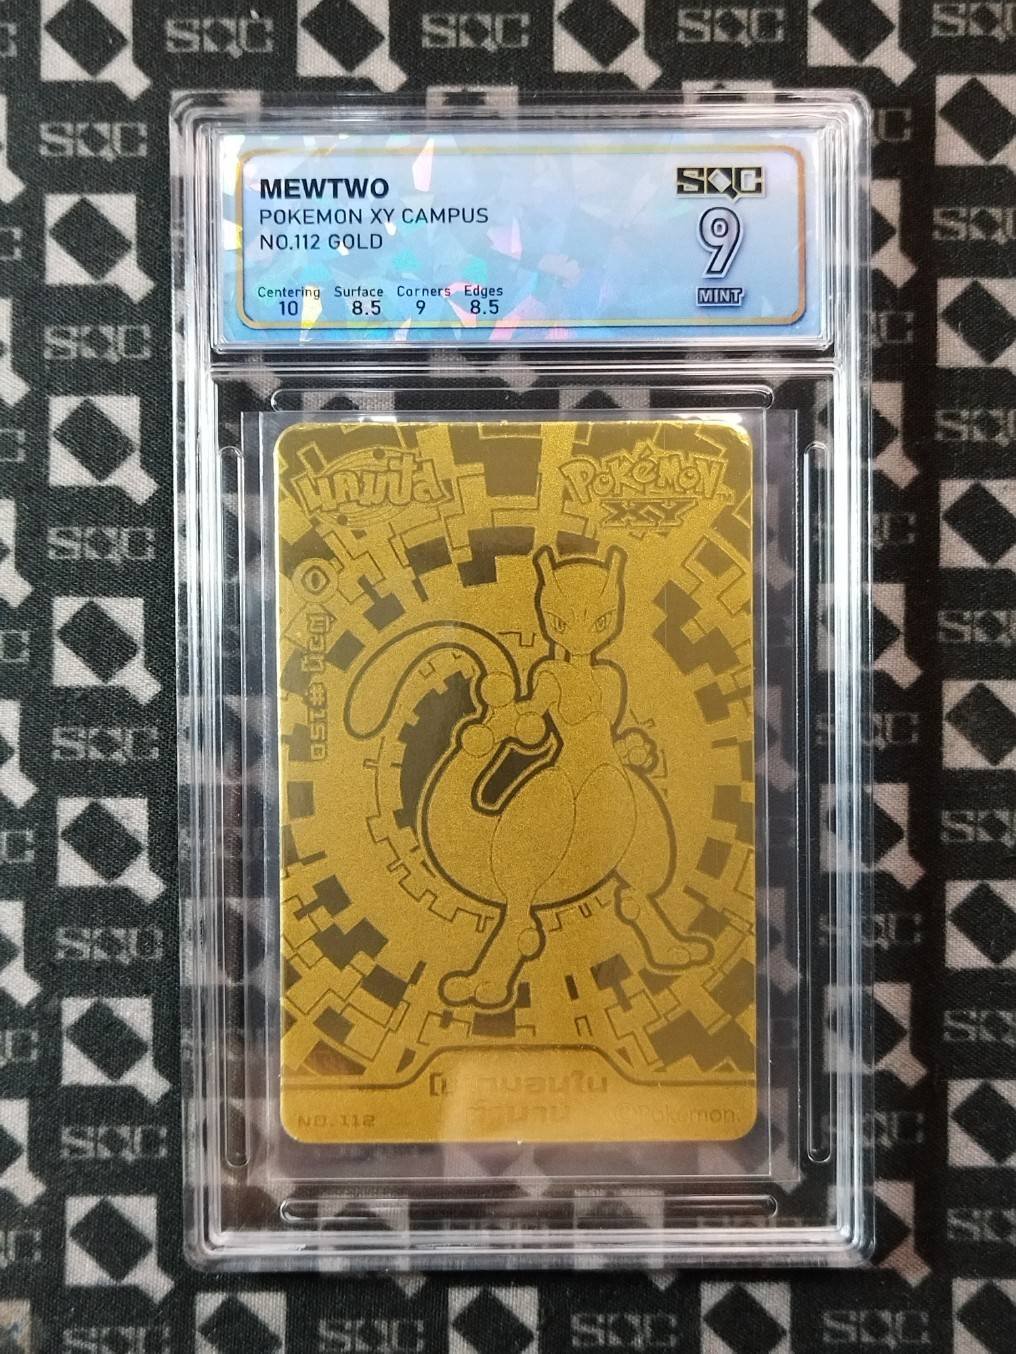 MEWTWO
POKEMON XY CAMPUS
NO.112 GOLD
Centering Surface Corners Edges
10 8.5 9 8.5
SQC
9
MINT
POKéMON
XY
#150
NO.112
©Pokémon.